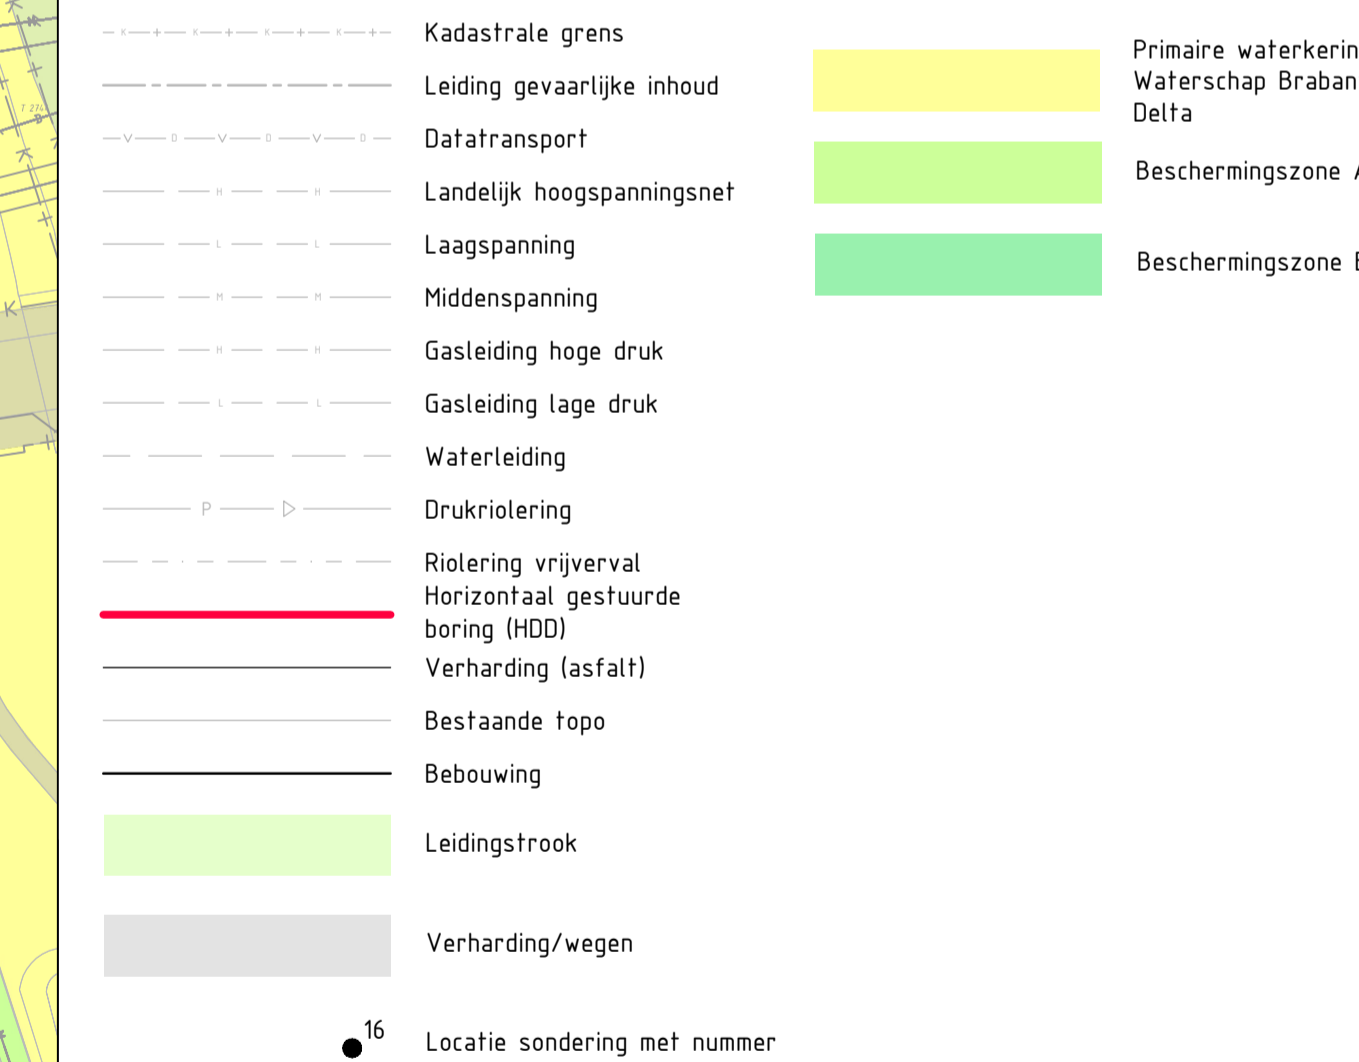 Kadastrale grens
Leiding gevaarlijke inhoud
Datatransport
Landelijk hoogspanningsnet
Laagspanning
Middenspanning
Gasleiding hoge druk
Gasleiding lage druk
Waterleiding
P
Drukriolering
Riolering vrijverval
Horizontaal gestuurde
boring (HDD)
Verharding (asfalt)
Bestaande topo
Bebouwing
Leidingstrook
Verharding/wegen
16
Locatie sondering met nummer
Primaire waterkerin
Waterschap Braban
Delta
Beschermingszone A
Beschermingszone